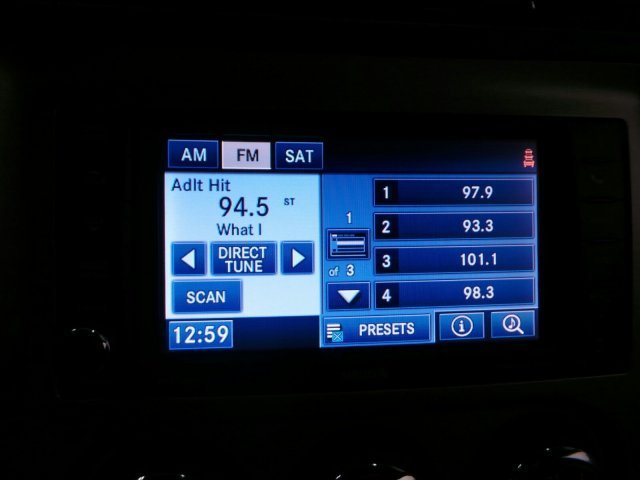 AM FM SAT
Adlt Hit
94.5 ST
What I
DIRECT
TUNE
SCAN
12:59
1
of 3
1 97.9
2 93.3
3 101.1
4 98.3
PRESETS
i